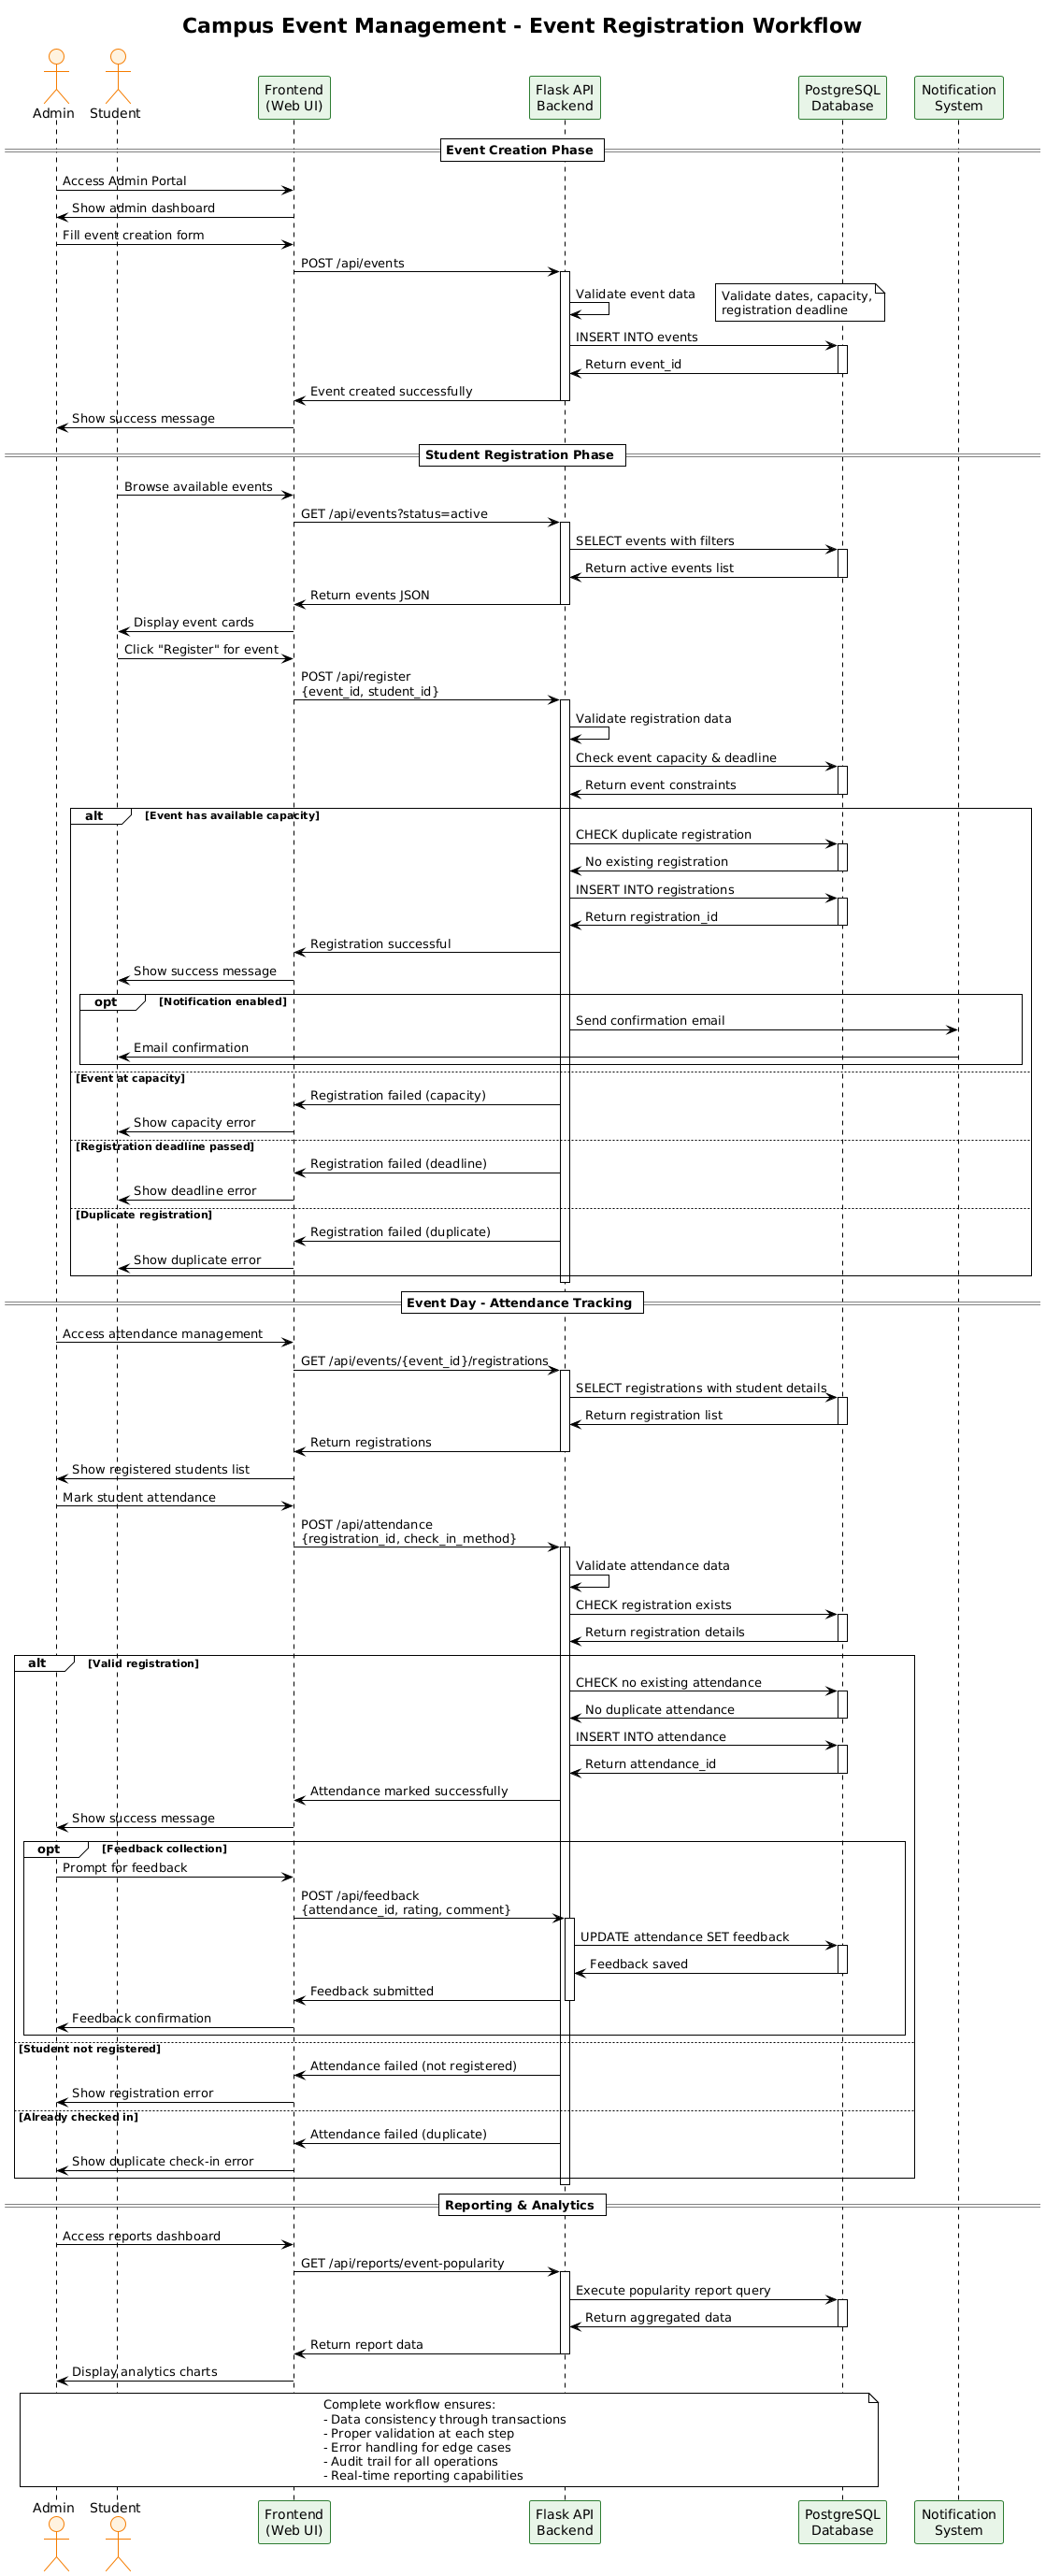 Campus Event Management - Event Registration Workflow
Admin
Student
Frontend
(Web UI)
Flask API
Backend
PostgreSQL
Database
Notification
System
Event Creation Phase
Access Admin Portal
Show admin dashboard
Fill event creation form
POST /api/events
Validate event data
Validate dates, capacity,
registration deadline
INSERT INTO events
Return event_id
Event created successfully
Show success message
Student Registration Phase
Browse available events
GET /api/events?status=active
SELECT events with filters
Return active events list
Return events JSON
Display event cards
Click "Register" for event
POST /api/register
{event_id, student_id}
Validate registration data
Check event capacity & deadline
Return event constraints
alt
[Event has available capacity]
CHECK duplicate registration
No existing registration
INSERT INTO registrations
Return registration_id
Registration successful
Show success message
opt
[Notification enabled]
Send confirmation email
Email confirmation
[Event at capacity]
Registration failed (capacity)
Show capacity error
[Registration deadline passed]
Registration failed (deadline)
Show deadline error
[Duplicate registration]
Registration failed (duplicate)
Show duplicate error
Event Day - Attendance Tracking
Access attendance management
GET /api/events/{event_id}/registrations
SELECT registrations with student details
Return registration list
Return registrations
Show registered students list
Mark student attendance
POST /api/attendance
{registration_id, check_in_method}
Validate attendance data
CHECK registration exists
Return registration details
alt
[Valid registration]
CHECK no existing attendance
No duplicate attendance
INSERT INTO attendance
Return attendance_id
Attendance marked successfully
Show success message
opt
[Feedback collection]
Prompt for feedback
POST /api/feedback
{attendance_id, rating, comment}
UPDATE attendance SET feedback
Feedback saved
Feedback submitted
Feedback confirmation
[Student not registered]
Attendance failed (not registered)
Show registration error
[Already checked in]
Attendance failed (duplicate)
Show duplicate check-in error
Reporting & Analytics
Access reports dashboard
GET /api/reports/event-popularity
Execute popularity report query
Return aggregated data
Return report data
Display analytics charts
Complete workflow ensures:
- Data consistency through transactions
- Proper validation at each step
- Error handling for edge cases
- Audit trail for all operations
- Real-time reporting capabilities
Admin
Student
Frontend
(Web UI)
Flask API
Backend
PostgreSQL
Database
Notification
System